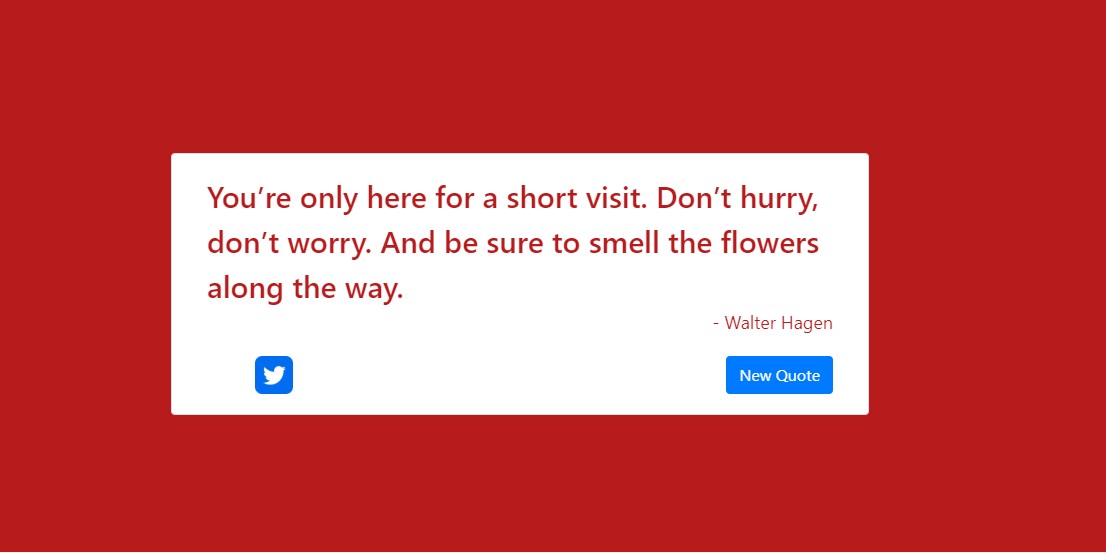 You’re only here for a short visit. Don’t hurry,
don’t worry. And be sure to smell the flowers
along the way.
- Walter Hagen
New Quote